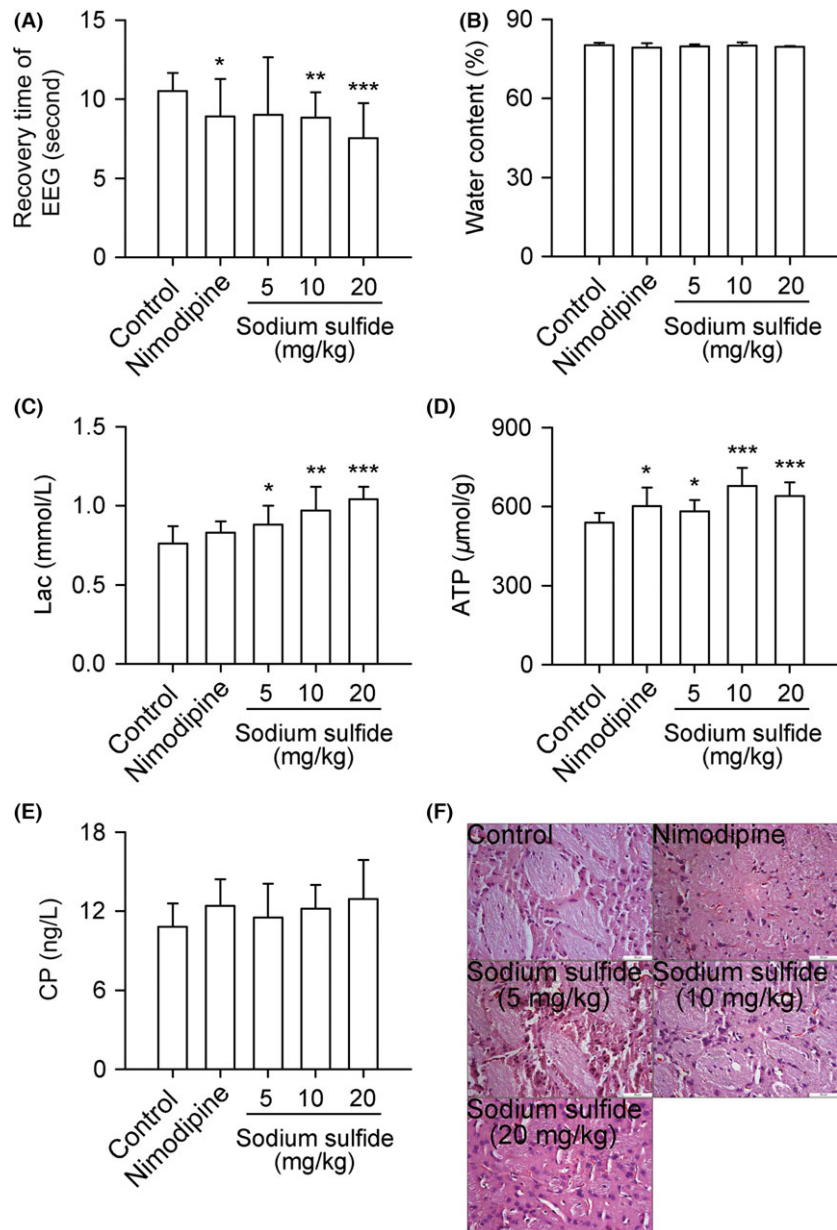 (A)
Recovery time of
EEG (second)
15
10
5
0
*
**
***
Control
Nimodipine
5 10 20
Sodium sulfide
(mg/kg)
(B)
Water content (%)
90
60
30
0
Control
Nimodipine
5 10 20
Sodium sulfide
(mg/kg)
(C)
Lac (mmol/L)
1.5
1.0
0.5
0.0
*
**
***
Control
Nimodipine
5 10 20
Sodium sulfide
(mg/kg)
(D)
ATP (µmol/g)
900
600
300
0
*
*
***
***
Control
Nimodipine
5 10 20
Sodium sulfide
(mg/kg)
(E)
CP (ng/L)
18
12
6
0
Control
Nimodipine
5 10 20
Sodium sulfide
(mg/kg)
(F)
Control
Nimodipine
Sodium sulfide
(5 mg/kg)
Sodium sulfide
(10 mg/kg)
Sodium sulfide
(20 mg/kg)